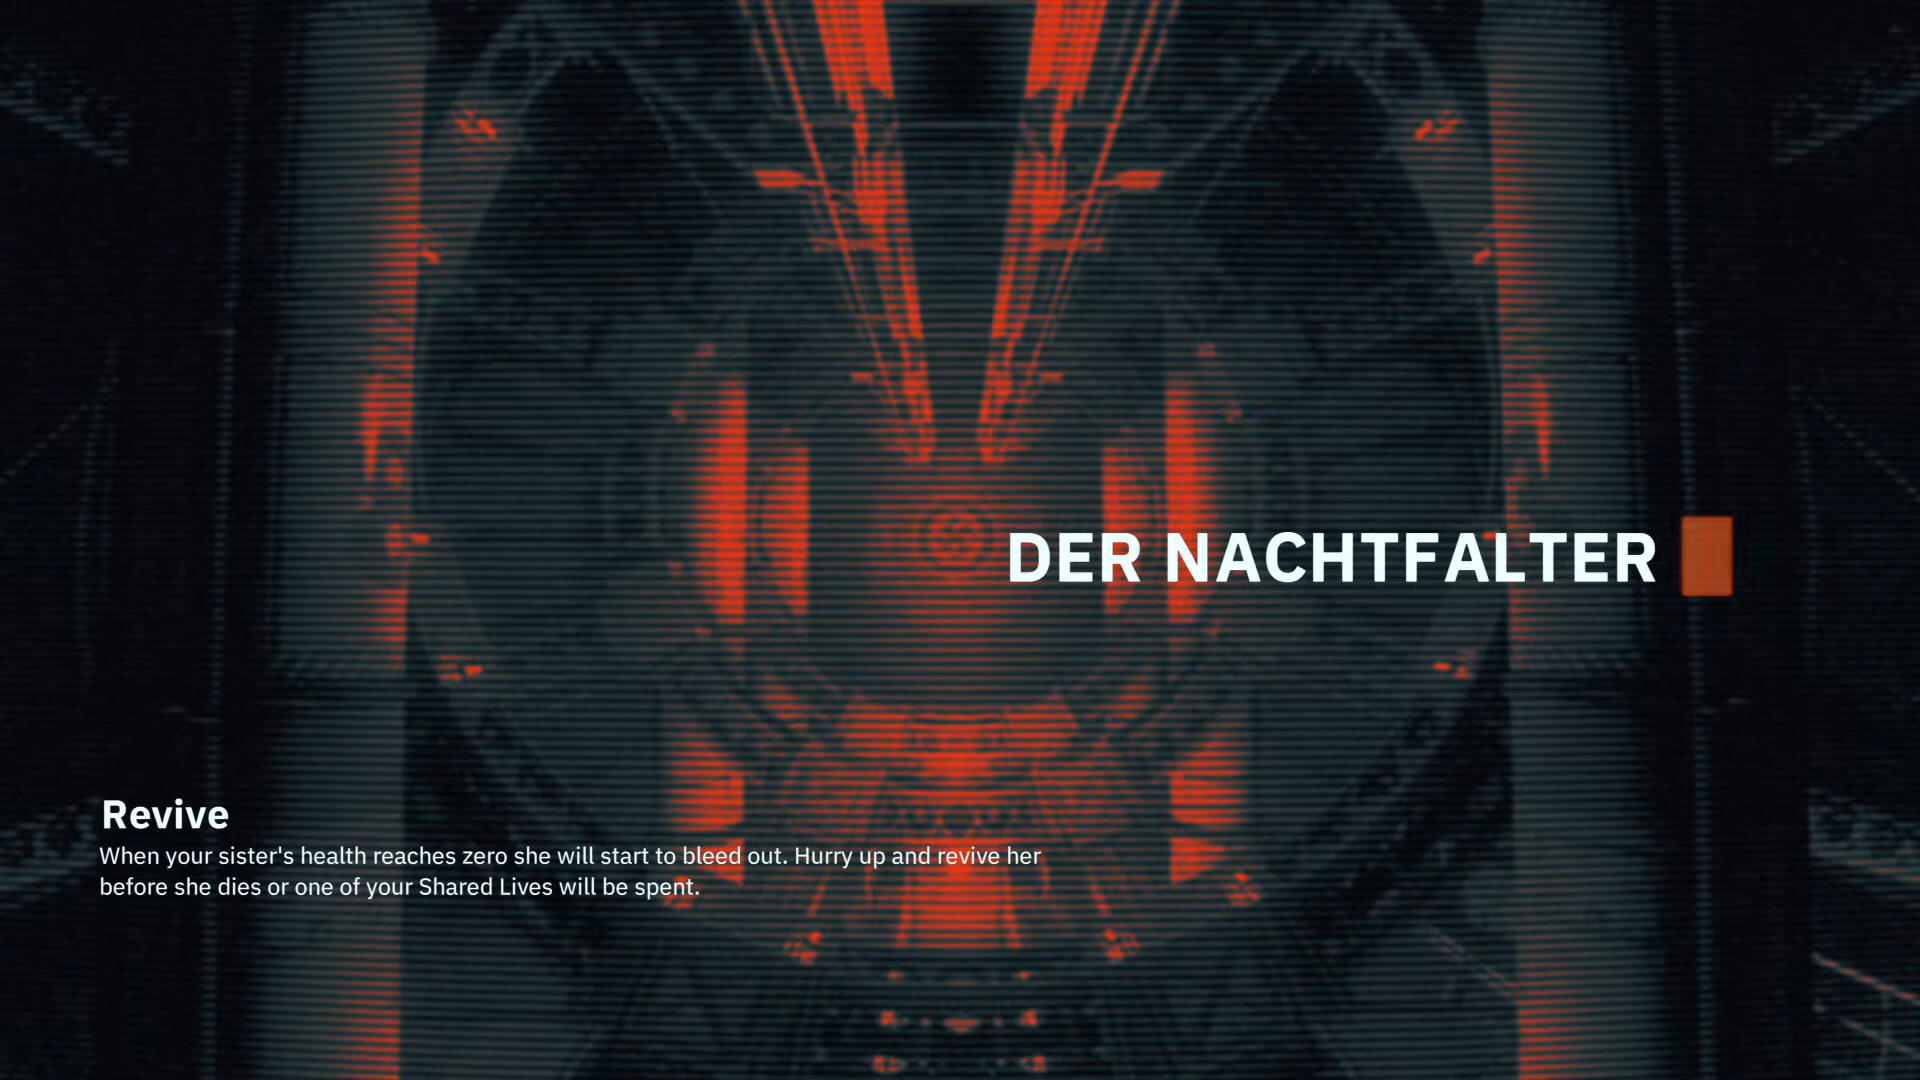 DER NACHTFALTER
Revive
When your sister's health reaches zero she will start to bleed out. Hurry up and revive her
before she dies or one of your Shared Lives will be spent.